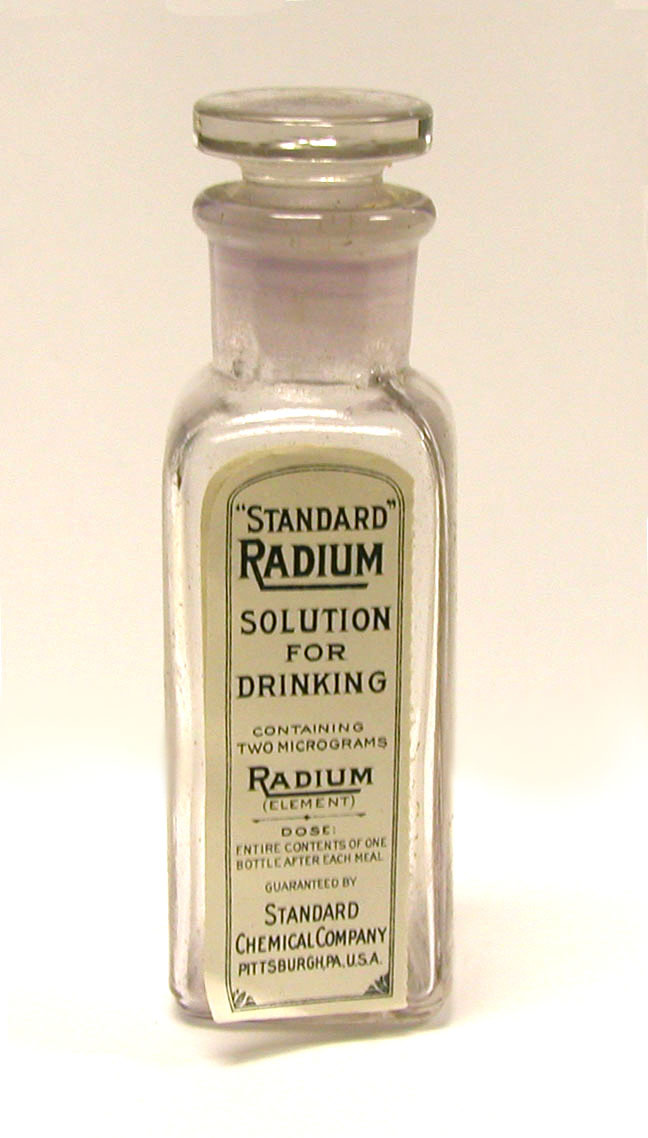 "STANDARD"
RADIUM
SOLUTION
FOR
DRINKING
CONTAINING
TWO MICROGRAMS
RADIUM
(ELEMENT)
DOSE:
ENTIRE CONTENTS OF ONE
BOTTLE AFTER EACH MEAL
GUARANTEED BY
STANDARD
CHEMICAL COMPANY
PITTSBURGH, PA. U.S.A.